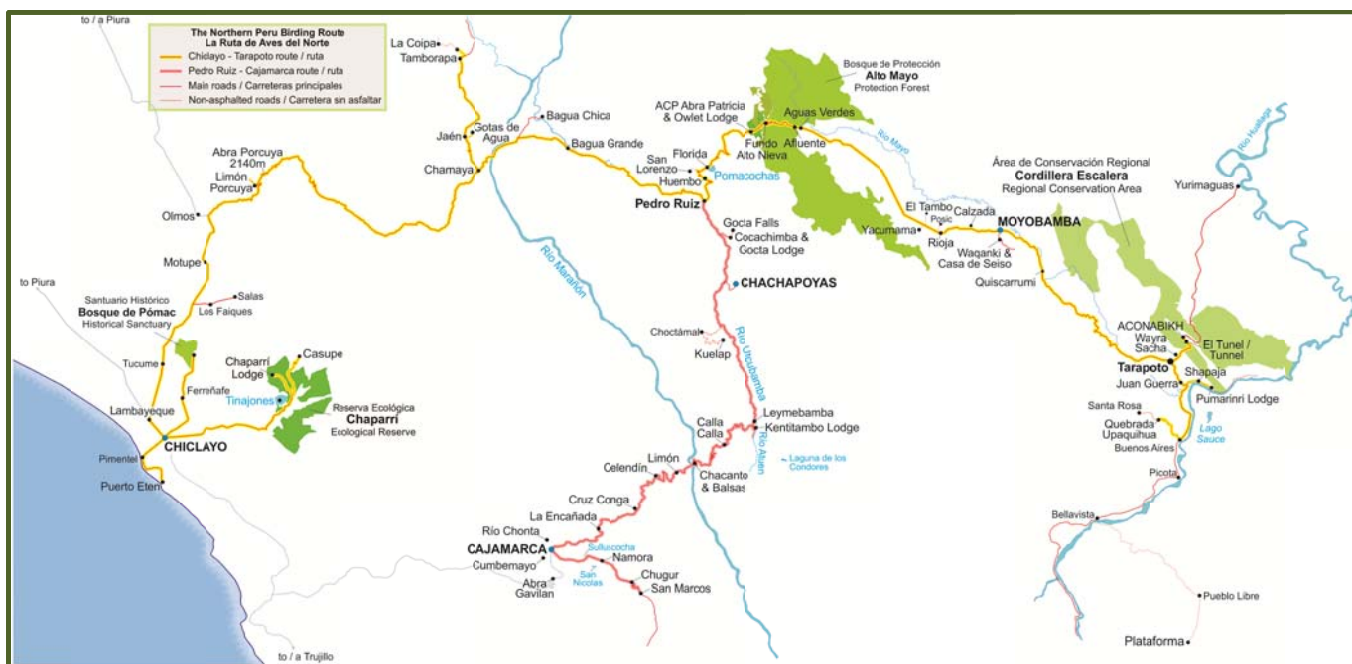 to / a Piura
The Northern Peru Birding Route
La Ruta de Aves del Norte
Chiclayo - Tarapoto route / ruta
Pedro Ruiz - Cajamarca route / ruta
Main roads / Carreteras principales
Non-asphalted roads / Carretera sn asfaltar
La Coipa
Tamborapa
Jaén
Gotas de
Agua
Bagua Chica
Bagua Grande
Chamaya
Abra Porcuya
2140m
Limón
Porcuya
Olmos
Motupe
to Piura
Santuario Histórico
Bosque de Pómac
Historical Sanctuary
Salas
Los Faiques
Tucume
Ferreñafe
Lambayeque
CHICLAYO
Pimentel
Puerto Eten
Casupe
Chaparrí
Lodge
Tinajones
Reserva Ecológica
Chaparrí
Ecological Reserve
to / a Trujillo
Bosque de Protección
Alto Mayo
Protection Forest
ACP Abra Patricia
& Owlet Lodge
Aguas Verdes
Fundo
Alto Nieva
Afluente
Río Mayo
Florida
San
Lorenzo
Huembo
Pomacochas
Pedro Ruiz
Gocta Falls
Cocachimba &
Gocta Lodge
CHACHAPOYAS
Río Marañón
Choctámal
Kuelap
Río Utcubamba
Leymebamba
Kentitambo Lodge
Río Atuen
Laguna de los
Condores
Calla
Calla
Chacanto
& Balsas
Limón
Celendín
Cruz Conga
La Encañada
Río Chonta
CAJAMARCA
Cumbemayo
Abra
Gavilan
Sulluscocha
San
Nicolas
Namora
Chugur
San Marcos
Área de Conservación Regional
Cordillera Escalera
Regional Conservation Area
Río Huallaga
Yurimaguas
El Tambo
Posic
Calzada
MOYOBAMBA
Yacumama
Rioja
Waqanki &
Casa de Seiso
Quiscarrumi
ACONABIKH
Wayra
Sacha
El Tunel /
Tunnel
Tarapoto
Juan Guerra
Shapaja
Pumarinri Lodge
Santa Rosa
Quebrada
Upaquihua
Buenos Aires
Lago
Sauce
Picota
Bellavista
Pueblo Libre
Plataforma